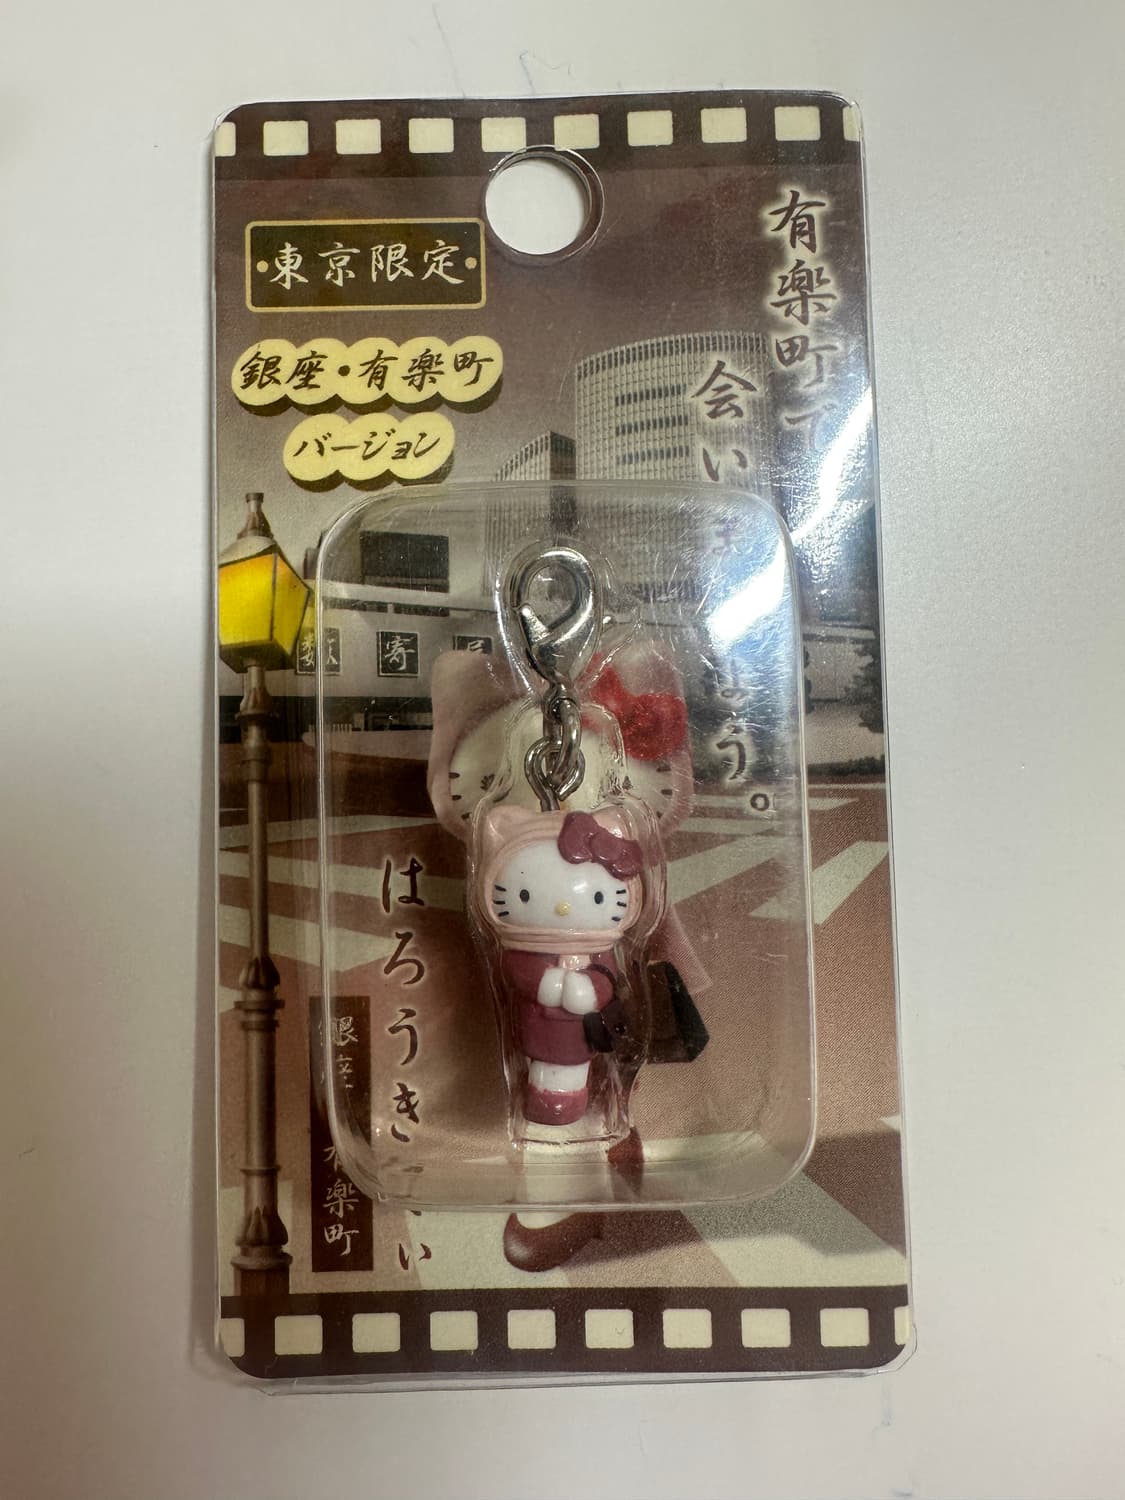 東京限定
銀座・有楽町
バージョン
有楽町で
会いましょう。
数寄
はろうきてぃ
銀座
有楽町